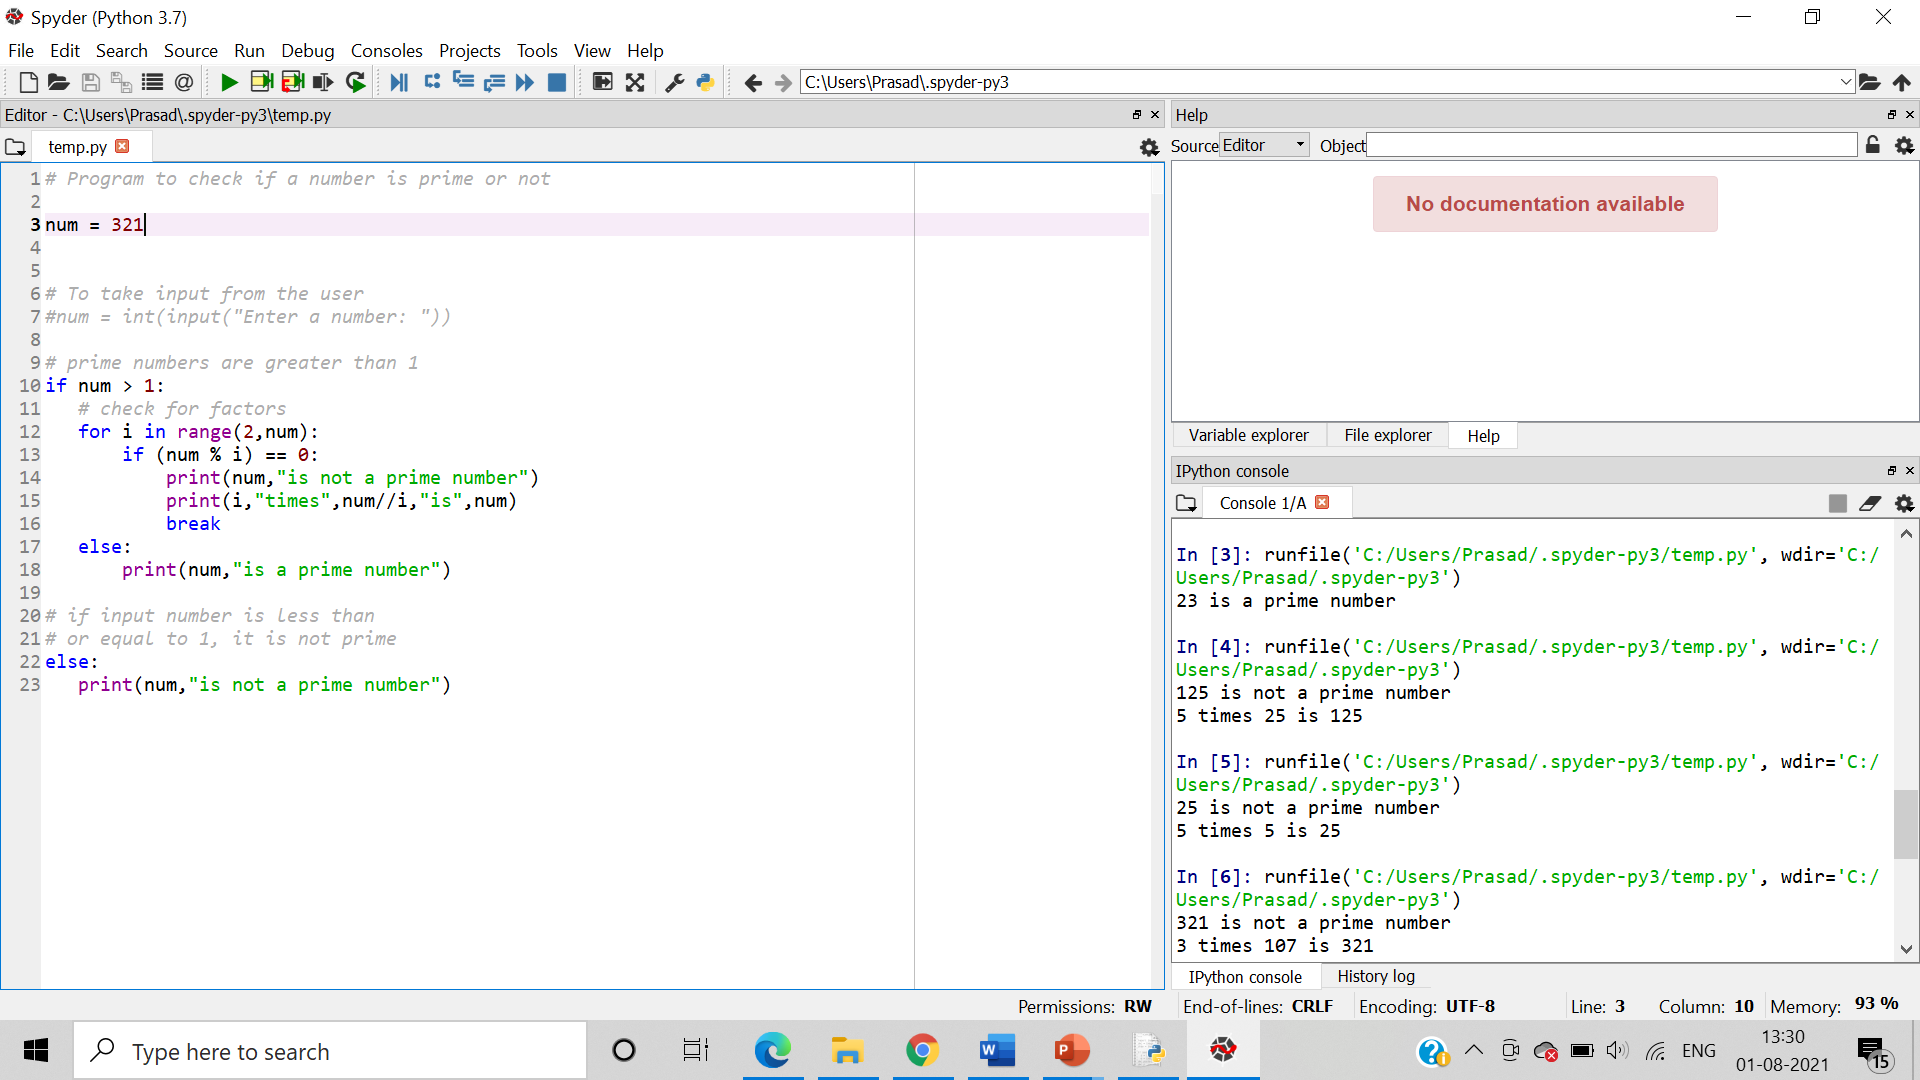 Spyder (Python 3.7)
File Edit Search Source Run Debug Consoles Projects Tools View Help
C:\Users\Prasad\.spyder-py3
Editor - C:\Users\Prasad\.spyder-py3\temp.py
temp.py
1 # Program to check if a number is prime or not
2
3 num = 321
4
5
6 # To take input from the user
7 #num = int(input("Enter a number: "))
8
9 # prime numbers are greater than 1
10 if num > 1:
11    # check for factors
12    for i in range(2,num):
13        if (num % i) == 0:
14            print(num,"is not a prime number")
15            print(i,"times",num//i,"is",num)
16            break
17    else:
18        print(num,"is a prime number")
19
20 # if input number is less than
21 # or equal to 1, it is not prime
22 else:
23    print(num,"is not a prime number")
Help
Source Editor Object
No documentation available
Variable explorer File explorer Help
IPython console
Console 1/A
In [3]: runfile('C:/Users/Prasad/.spyder-py3/temp.py', wdir='C:/
Users/Prasad/.spyder-py3')
23 is a prime number
In [4]: runfile('C:/Users/Prasad/.spyder-py3/temp.py', wdir='C:/
Users/Prasad/.spyder-py3')
125 is not a prime number
5 times 25 is 125
In [5]: runfile('C:/Users/Prasad/.spyder-py3/temp.py', wdir='C:/
Users/Prasad/.spyder-py3')
25 is not a prime number
5 times 5 is 25
In [6]: runfile('C:/Users/Prasad/.spyder-py3/temp.py', wdir='C:/
Users/Prasad/.spyder-py3')
321 is not a prime number
3 times 107 is 321
IPython console History log
Permissions: RW End-of-lines: CRLF Encoding: UTF-8 Line: 3 Column: 10 Memory: 93 %
Type here to search
ENG
13:30
01-08-2021
15